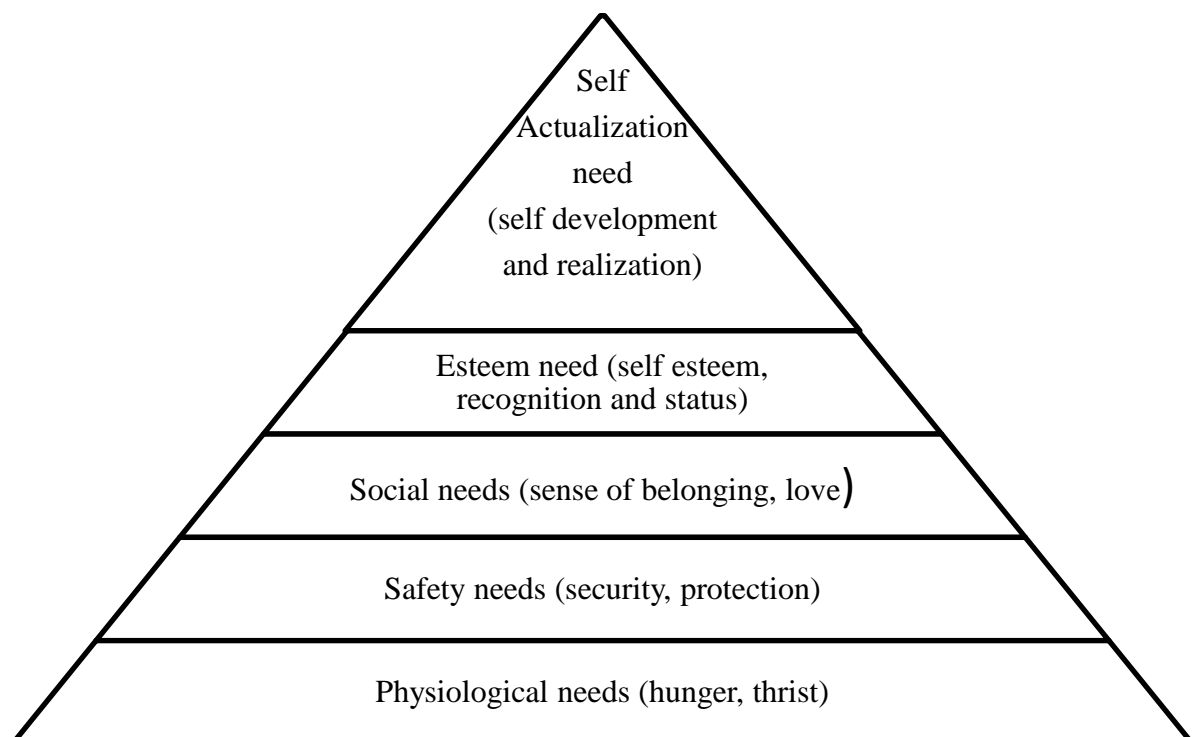 Self
Actualization
need
(self development
and realization)
Esteem need (self esteem,
recognition and status)
Social needs (sense of belonging, love)
Safety needs (security, protection)
Physiological needs (hunger, thrist)